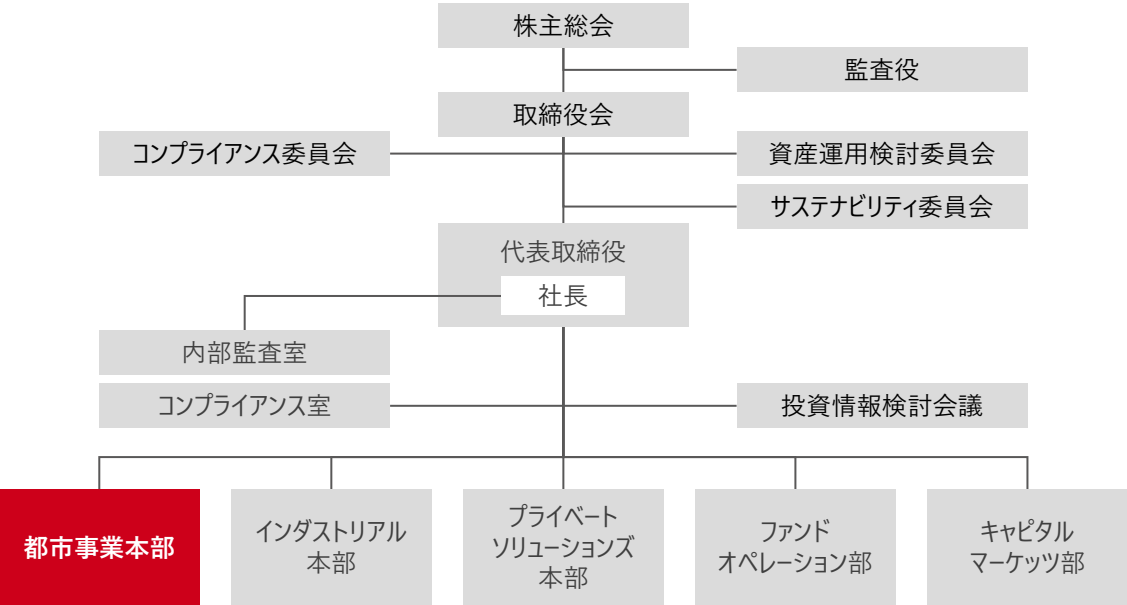 株主総会
監査役
取締役会
コンプライアンス委員会
資産運用検討委員会
サステナビリティ委員会
代表取締役
社長
内部監査室
コンプライアンス室
投資情報検討会議
都市事業本部
インダストリアル
本部
プライベート
ソリューションズ
本部
ファンド
オペレーション部
キャピタル
マーケッツ部